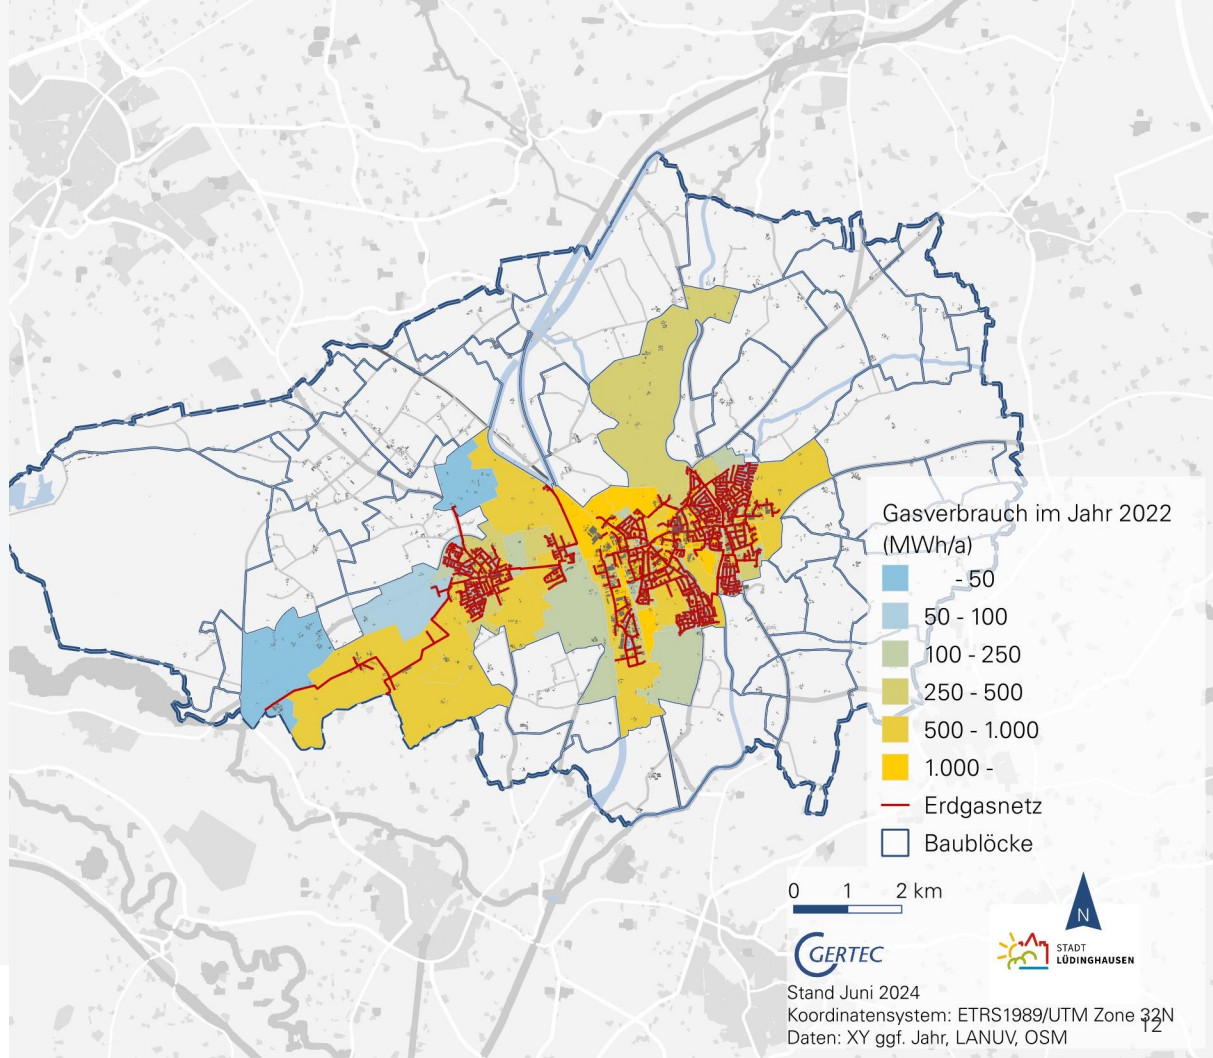 Gasverbrauch im Jahr 2022
(MWh/a)
- 50
50 - 100
100 - 250
250 - 500
500 - 1.000
1.000 -
Erdgasnetz
Baublöcke
0 1 2 km
N
GERTEC
STADT
LÜDINGHAUSEN
Stand Juni 2024
Koordinatensystem: ETRS1989/UTM Zone 32N
Daten: XY ggf. Jahr, LANUV, OSM
12